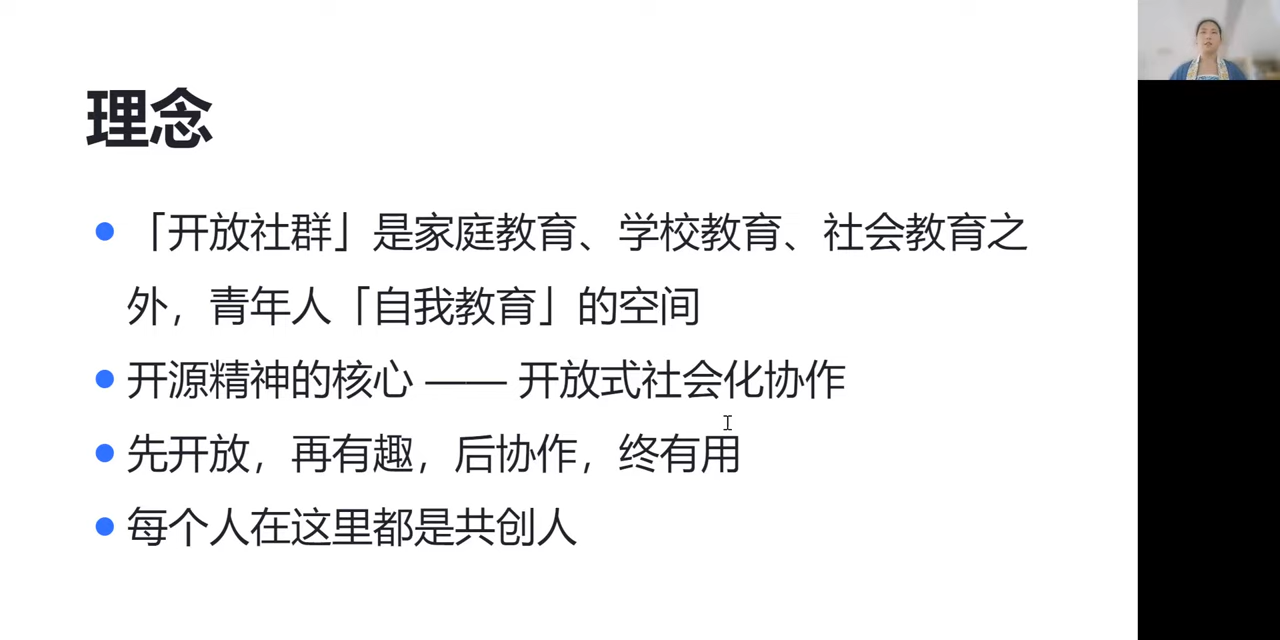 理念
「开放社群」是家庭教育、学校教育、社会教育之
外，青年人「自我教育」的空间
开源精神的核心 —— 开放式社会化协作
先开放，再有趣，后协作，终有用
每个人在这里都是共创人